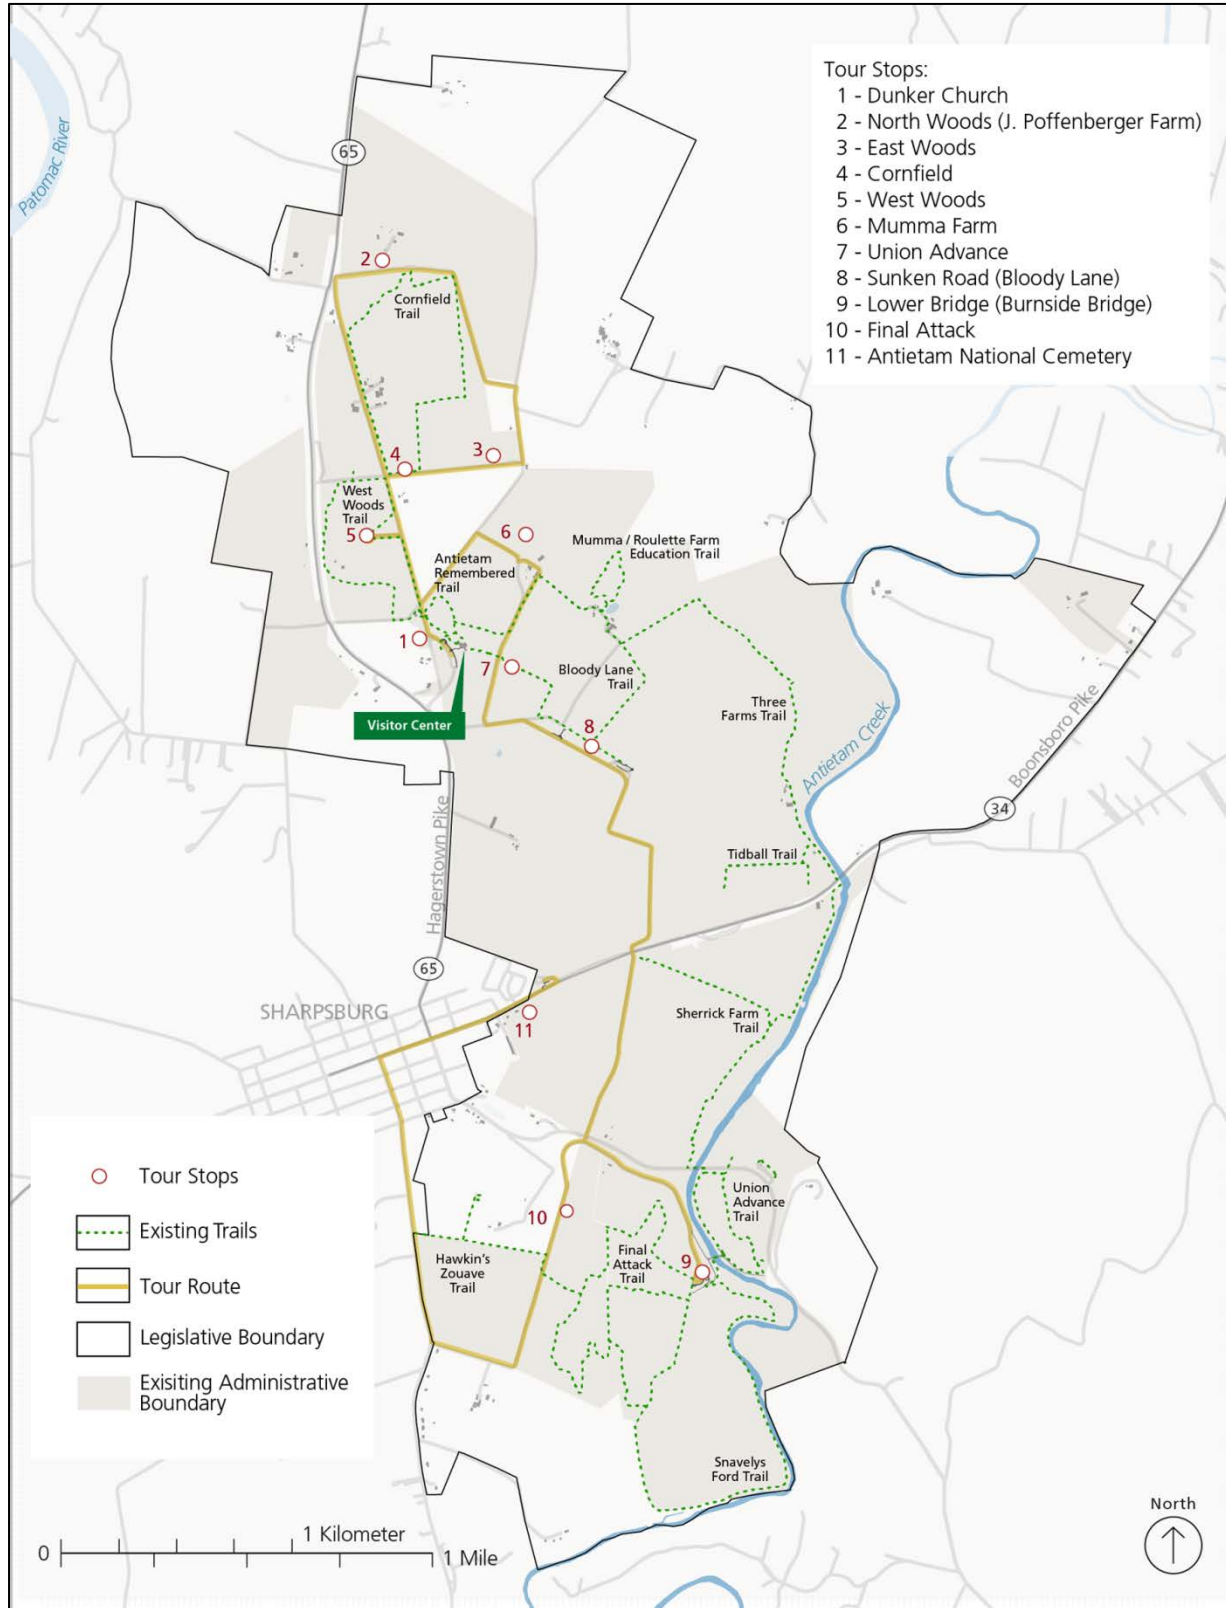 Tour Stops:
1 - Dunker Church
2 - North Woods (J. Poffenberger Farm)
3 - East Woods
4 - Cornfield
5 - West Woods
6 - Mumma Farm
7 - Union Advance
8 - Sunken Road (Bloody Lane)
9 - Lower Bridge (Burnside Bridge)
10 - Final Attack
11 - Antietam National Cemetery
Patomac River
65
2
Cornfield
Trail
4
3
West
Woods
Trail
5
6
Mumma / Roulette Farm
Education Trail
Antietam
Remembered
Trail
1
7
Bloody Lane
Trail
Three
Farms Trail
Visitor Center
8
Antietam Creek
Boonsboro Pike
34
Hagerstown Pike
Tidball Trail
65
SHARPSBURG
11
Sherrick Farm
Trail
Union
Advance
Trail
10
Hawkin's
Zouave
Trail
Final
Attack
Trail
9
Snavelys
Ford Trail
Tour Stops
Existing Trails
Tour Route
Legislative Boundary
Exisiting Administrative
Boundary
0
1 Kilometer
1 Mile
North